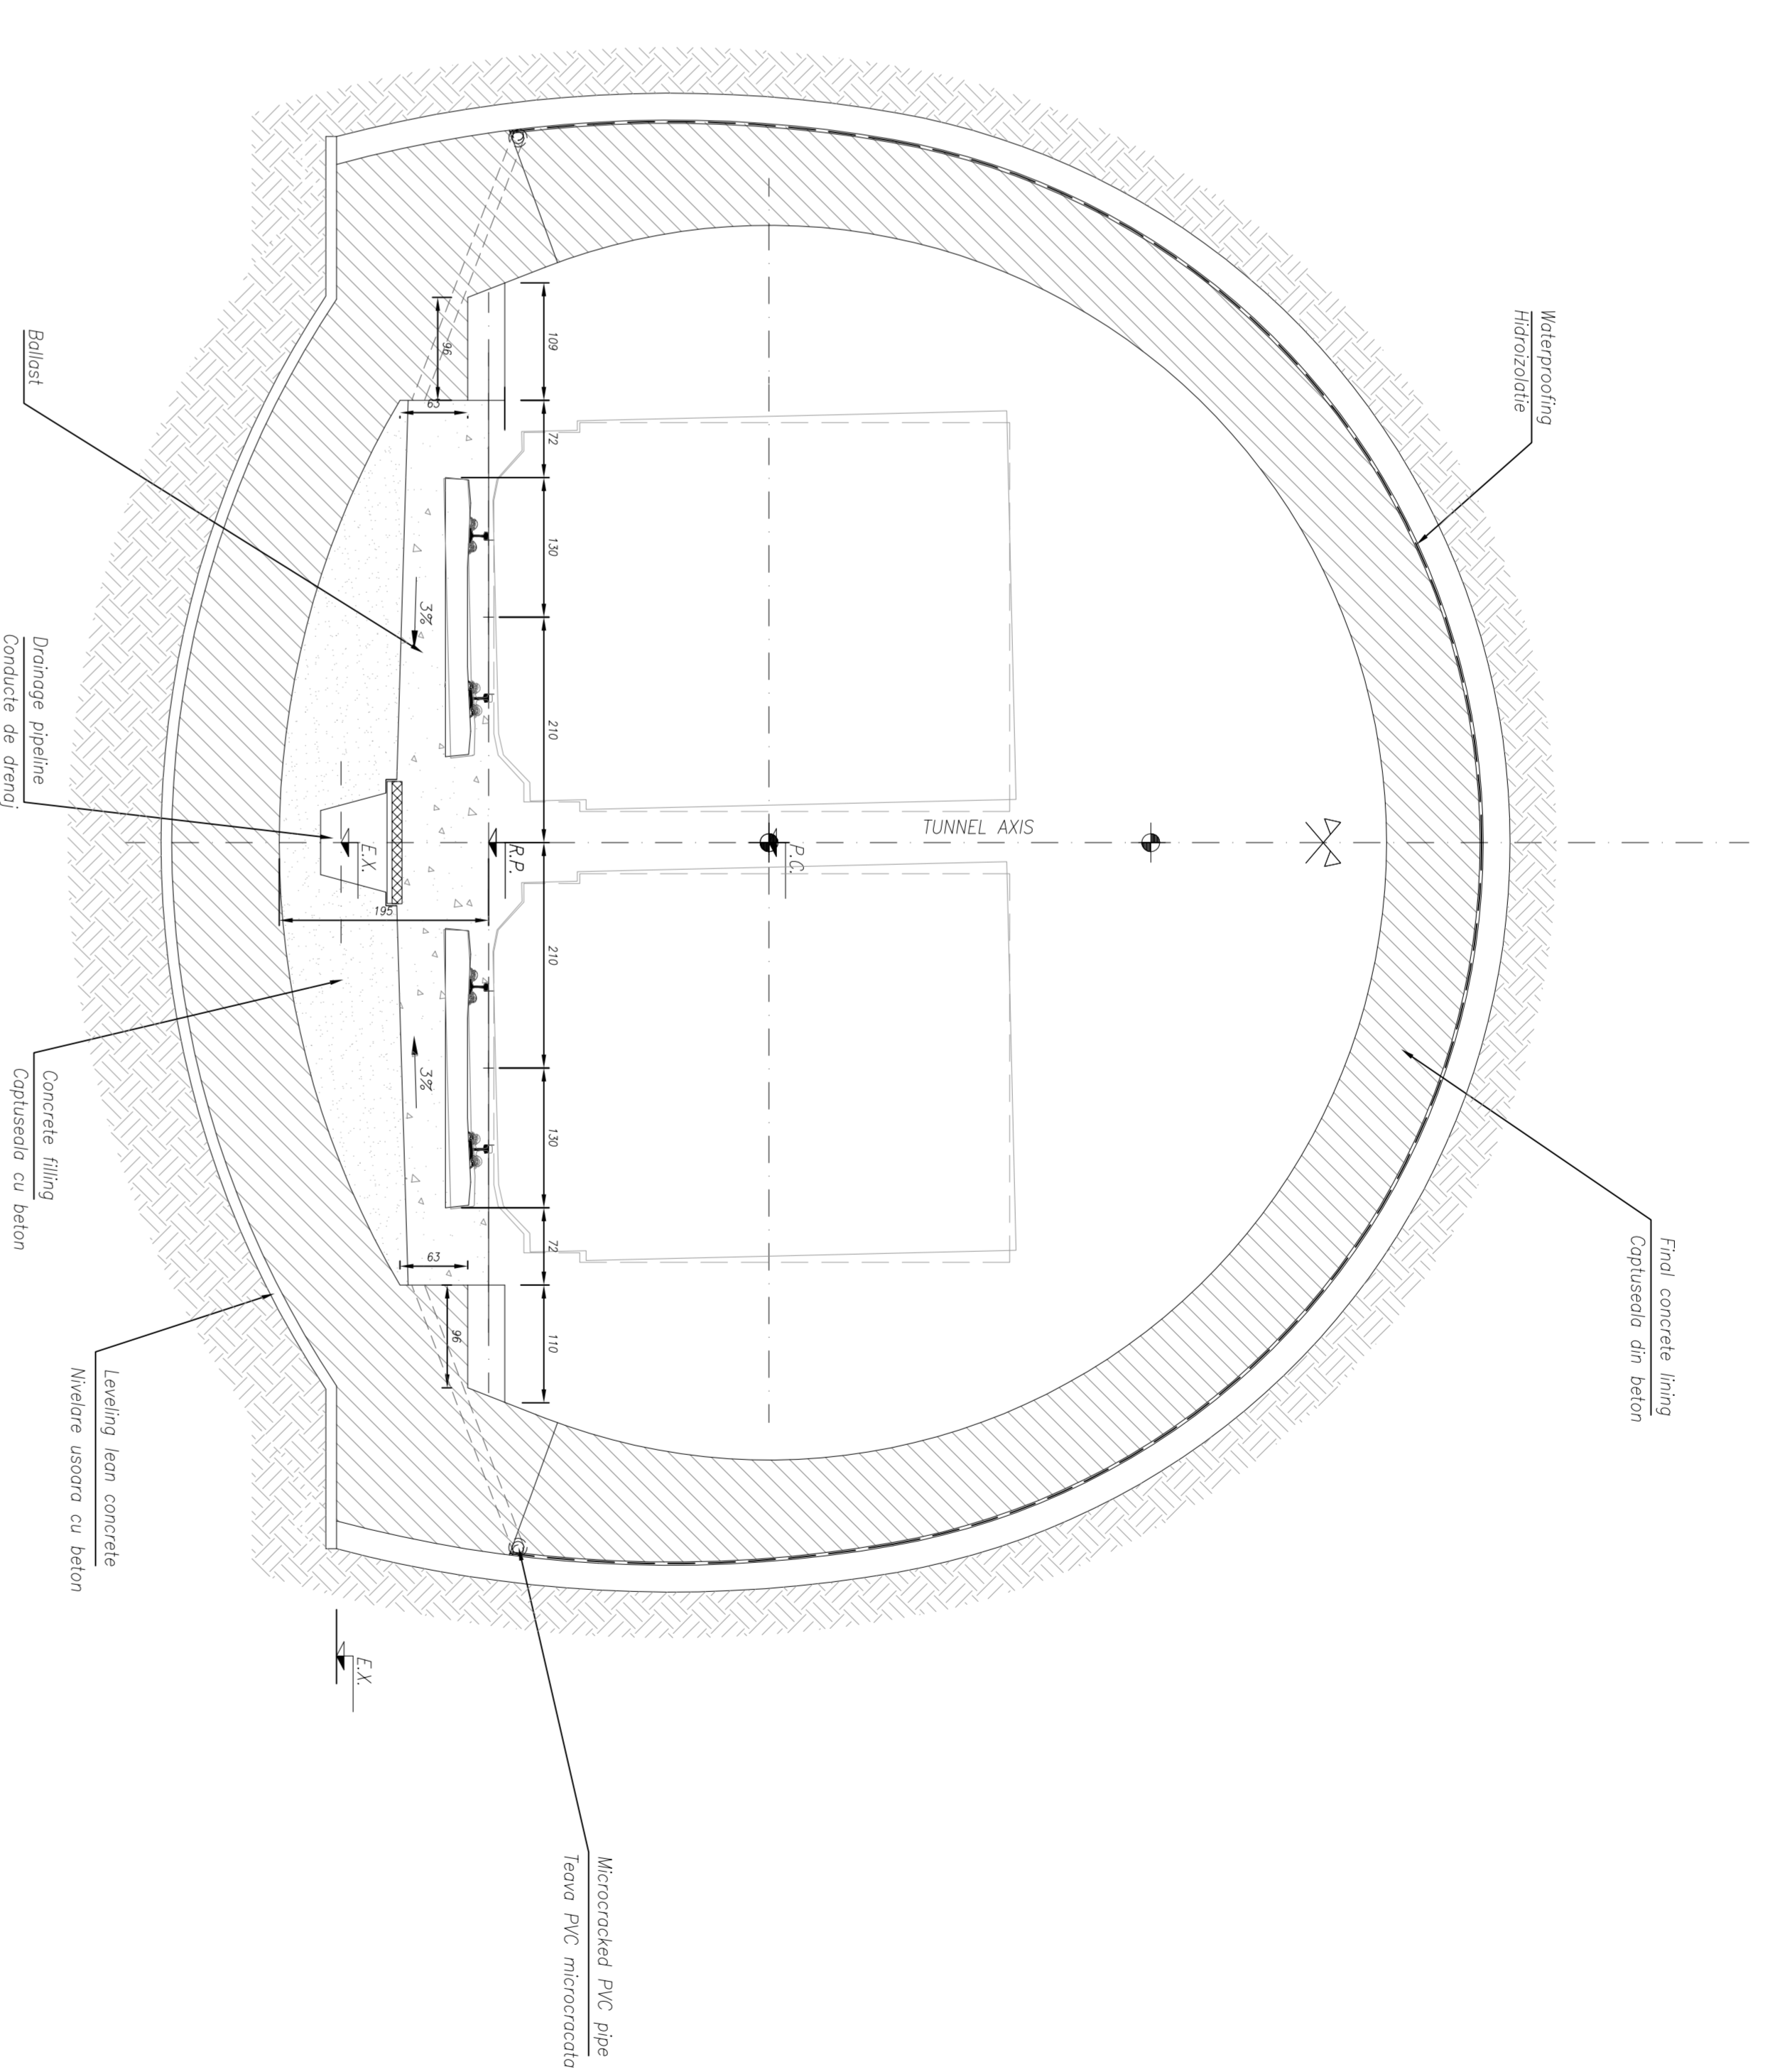 Waterproofing
Hidroizolatie
Final concrete lining
Captuseala din beton
TUNNEL AXIS
P.C.
R.P.
E.X.
109
72
130
210
210
130
72
110
96
63
63
96
195
3%
3%
E.X.
Microcracked PVC pipe
Teava PVC microcracata
Ballast
Drainage pipeline
Conducte de drenaj
Concrete filling
Captuseala cu beton
Leveling lean concrete
Nivelare usoara cu beton